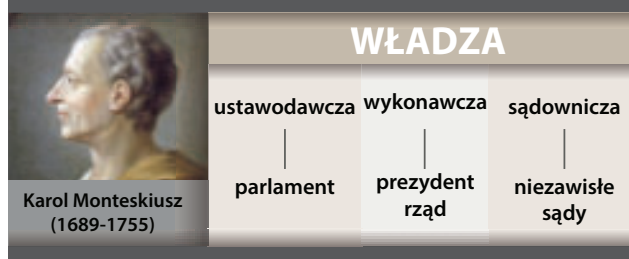 WŁADZA
ustawodawcza
wykonawcza
sądownicza
parlament
prezydent
rząd
niezawisłe
sądy
Karol Monteskiusz
(1689-1755)